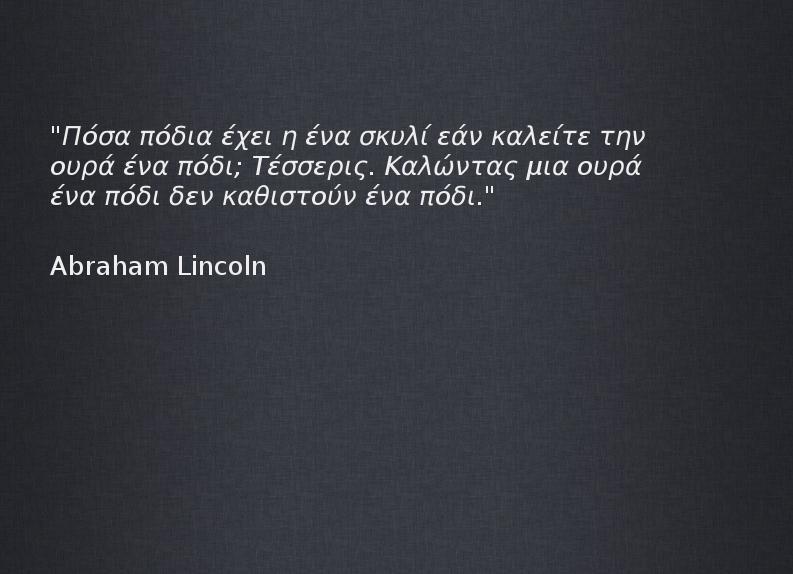 "Πόσα πόδια έχει η ένα σκυλί εάν καλείτε την
ουρά ένα πόδι; Τέσσερις. Καλώντας μια ουρά
ένα πόδι δεν καθιστούν ένα πόδι."
Abraham Lincoln